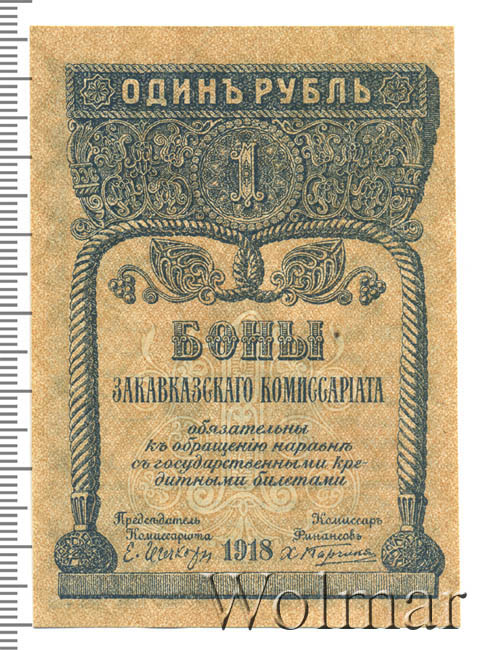 ОДИНЪ РУБЛЬ
1
БОНЫ
ЗАКАВКАЗСКАГО КОМИССАРІАТА
обязательны
къ обращенію наравнѣ
съ государственными кре-
дитными билетами
Предсѣдатель Комиссаръ
Комиссаріата Финансовъ
1918
Wolmar